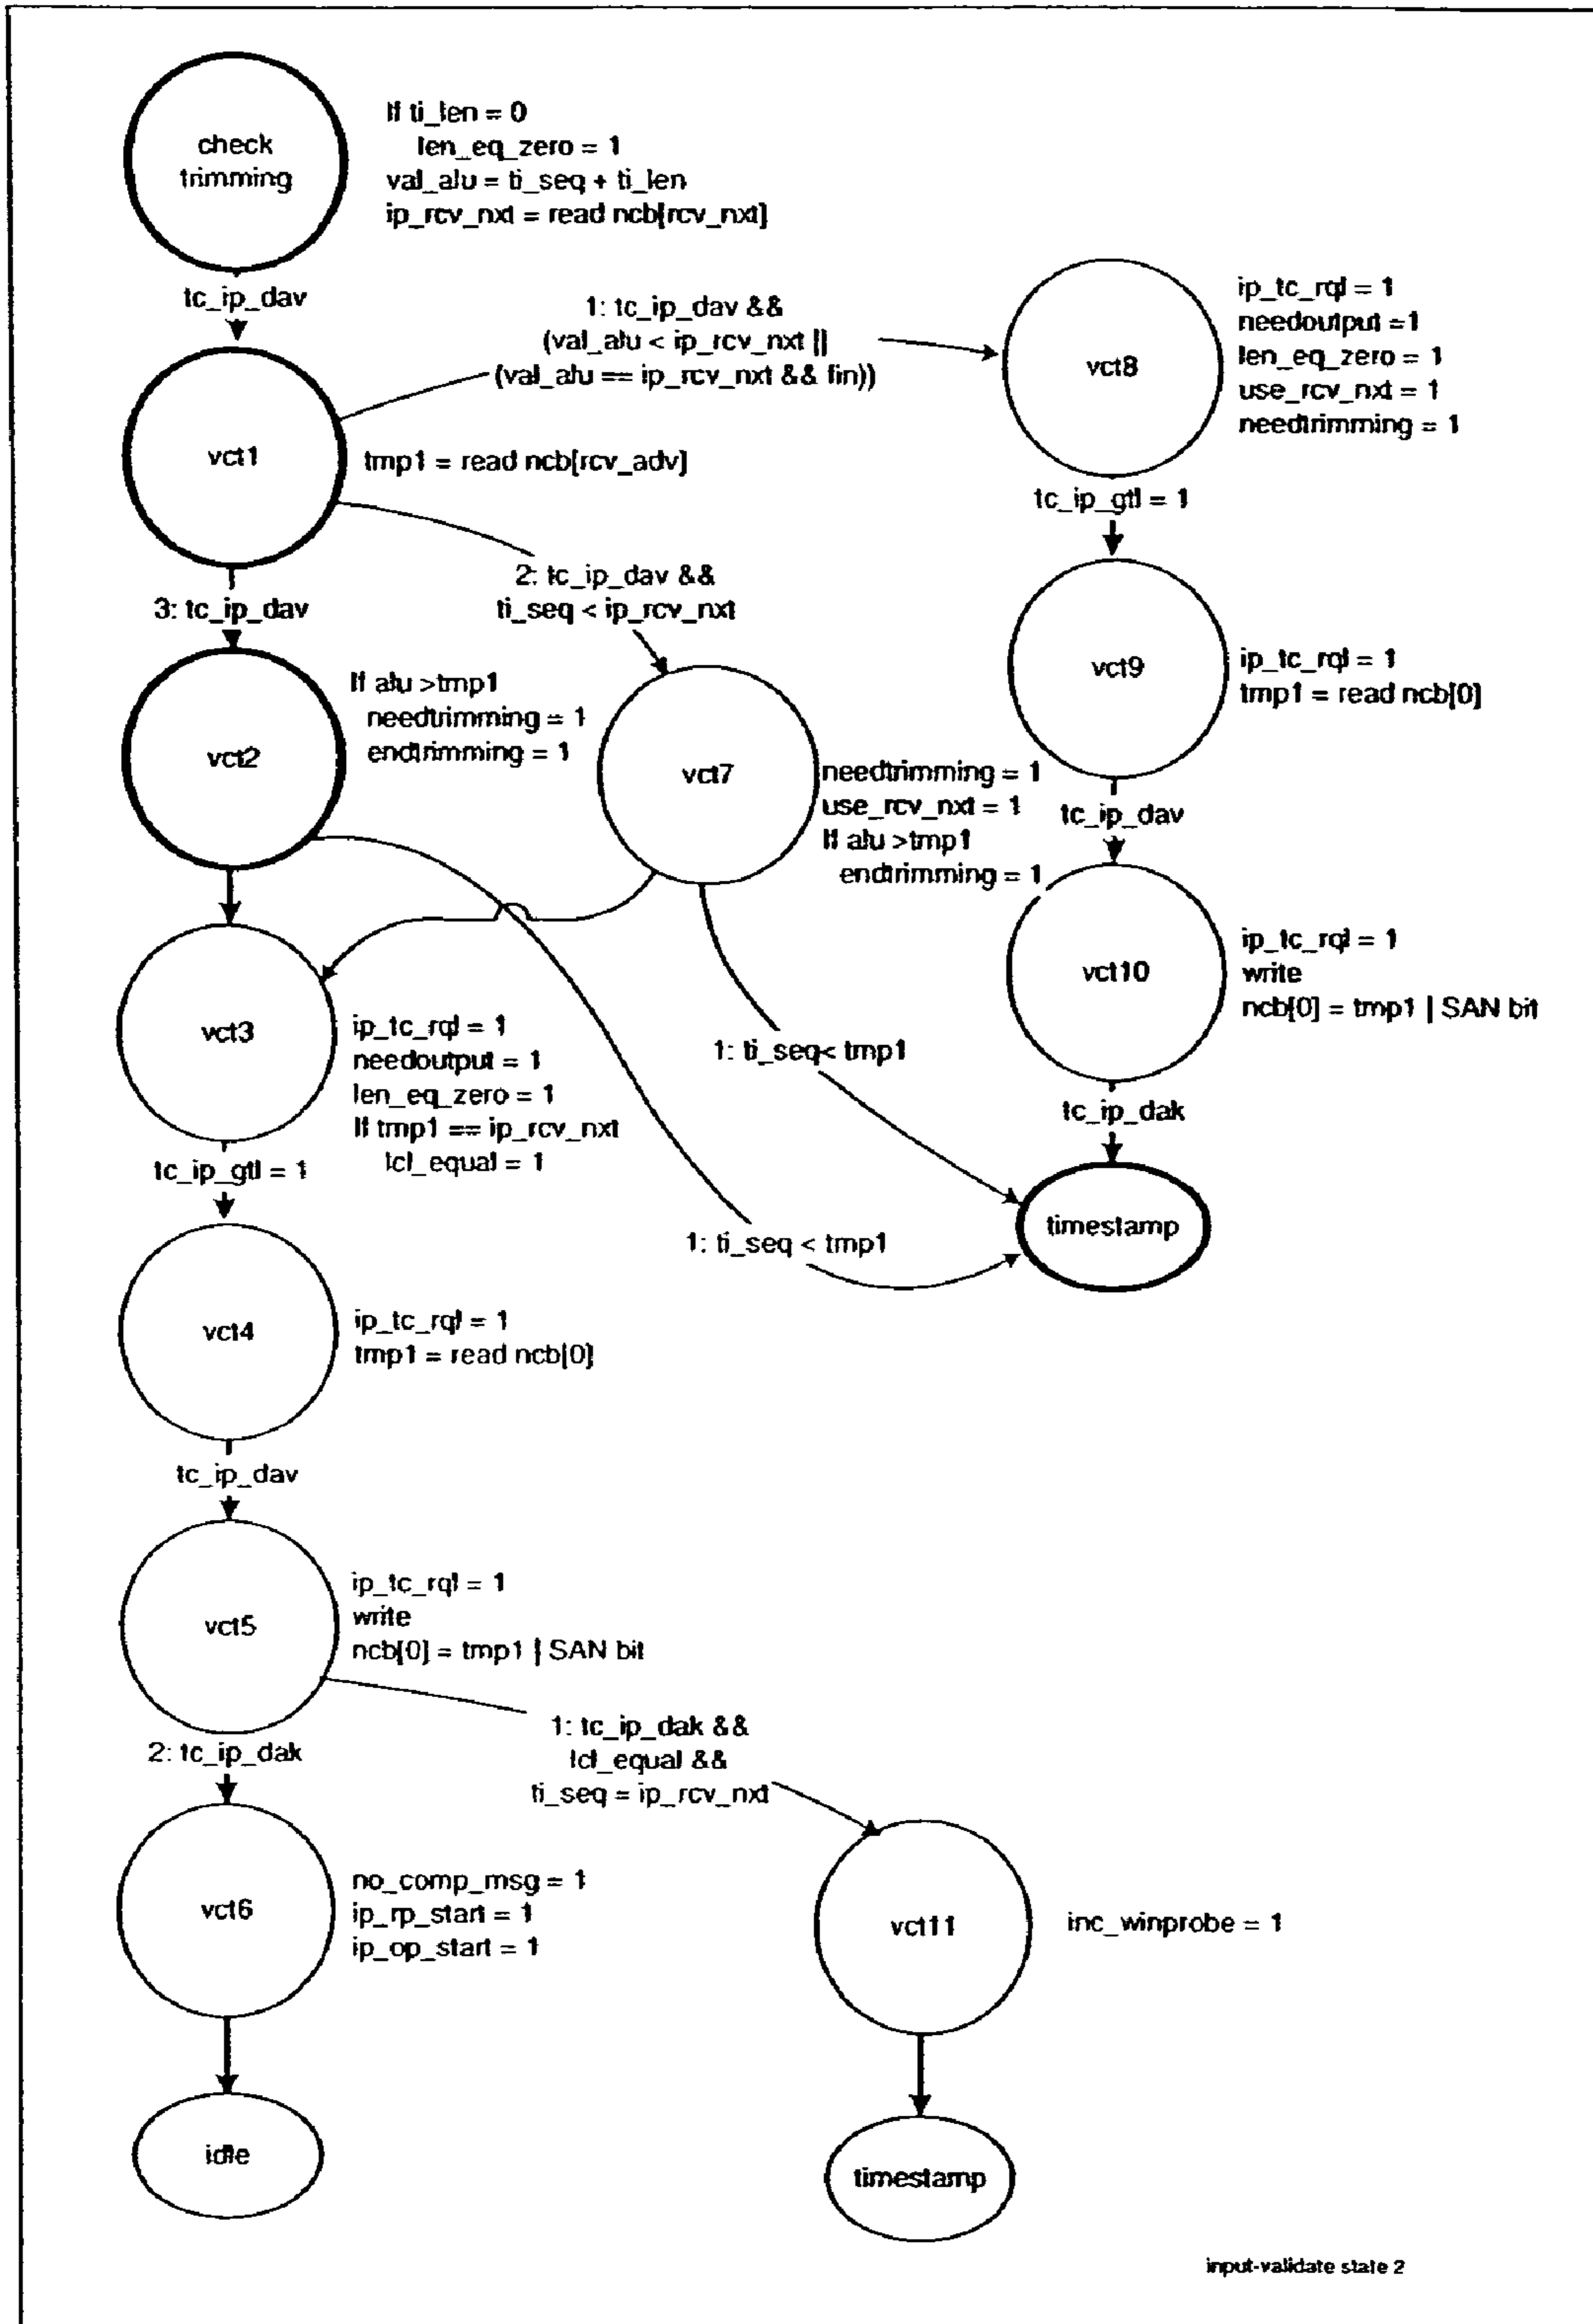 check
trimming
If ti_len = 0
len_eq_zero = 1
val_alu = ti_seq + ti_len
ip_rcv_nxt = read ncb[rcv_nxt]
tc_ip_dav
1: tc_ip_dav &&
(val_alu < ip_rcv_nxt ||
(val_alu == ip_rcv_nxt && fin))
vct8
ip_tc_rql = 1
needoutput =1
len_eq_zero = 1
use_rcv_nxt = 1
needtrimming = 1
vct1
tmp1 = read ncb[rcv_adv]
tc_ip_gtl = 1
2: tc_ip_dav &&
ti_seq < ip_rcv_nxt
3: tc_ip_dav
vct9
ip_tc_rql = 1
tmp1 = read ncb[0]
vct2
If alu >tmp1
needtrimming = 1
endtrimming = 1
vct7
needtrimming = 1
use_rcv_nxt = 1
If alu >tmp1
endtrimming = 1
tc_ip_dav
vct10
ip_tc_rql = 1
write
ncb[0] = tmp1 | SAN bit
vct3
ip_tc_rql = 1
needoutput = 1
len_eq_zero = 1
If tmp1 == ip_rcv_nxt
lcl_equal = 1
1: ti_seq< tmp1
tc_ip_dak
tc_ip_gtl = 1
timestamp
1: ti_seq < tmp1
vct4
ip_tc_rql = 1
tmp1 = read ncb[0]
tc_ip_dav
vct5
ip_tc_rql = 1
write
ncb[0] = tmp1 | SAN bit
1: tc_ip_dak &&
lcl_equal &&
ti_seq = ip_rcv_nxt
2: tc_ip_dak
vct6
no_comp_msg = 1
ip_rp_start = 1
ip_op_start = 1
vct11
inc_winprobe = 1
idle
timestamp
input-validate state 2